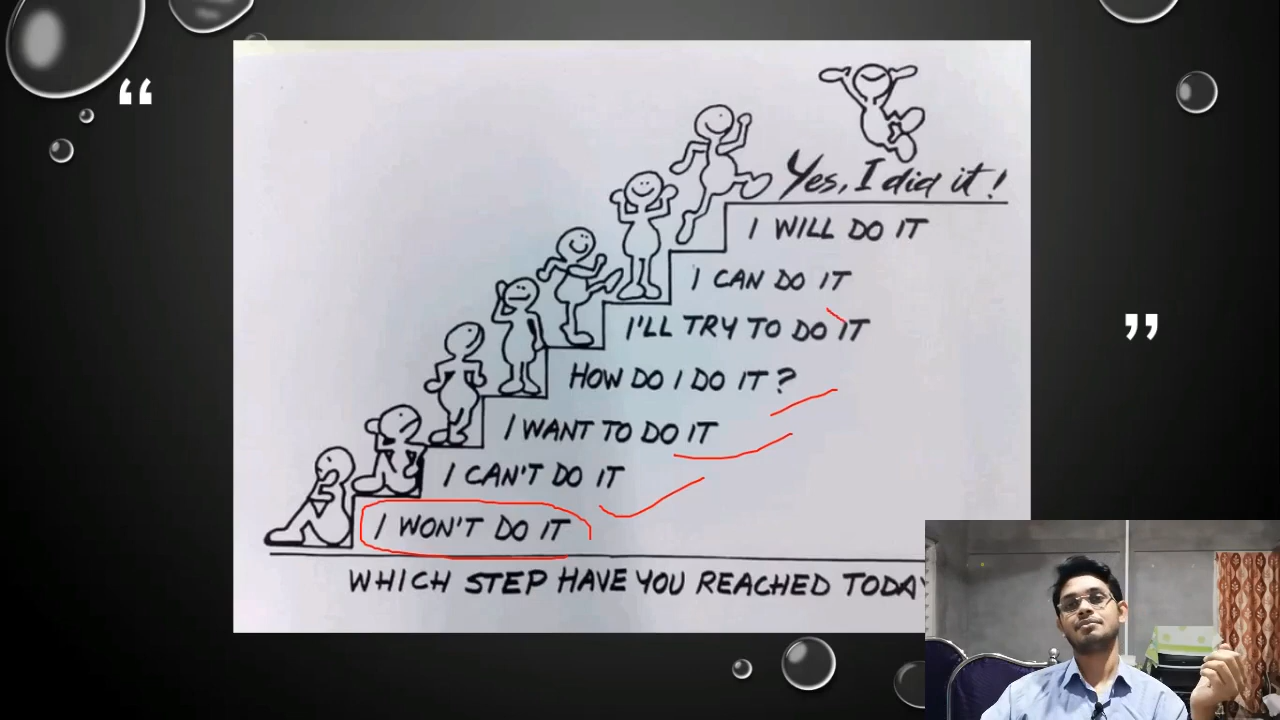 “
Yes, I did it!
I WILL DO IT
I CAN DO IT
I'LL TRY TO DO IT
HOW DO I DO IT?
I WANT TO DO IT
I CAN'T DO IT
I WON'T DO IT
WHICH STEP HAVE YOU REACHED
”